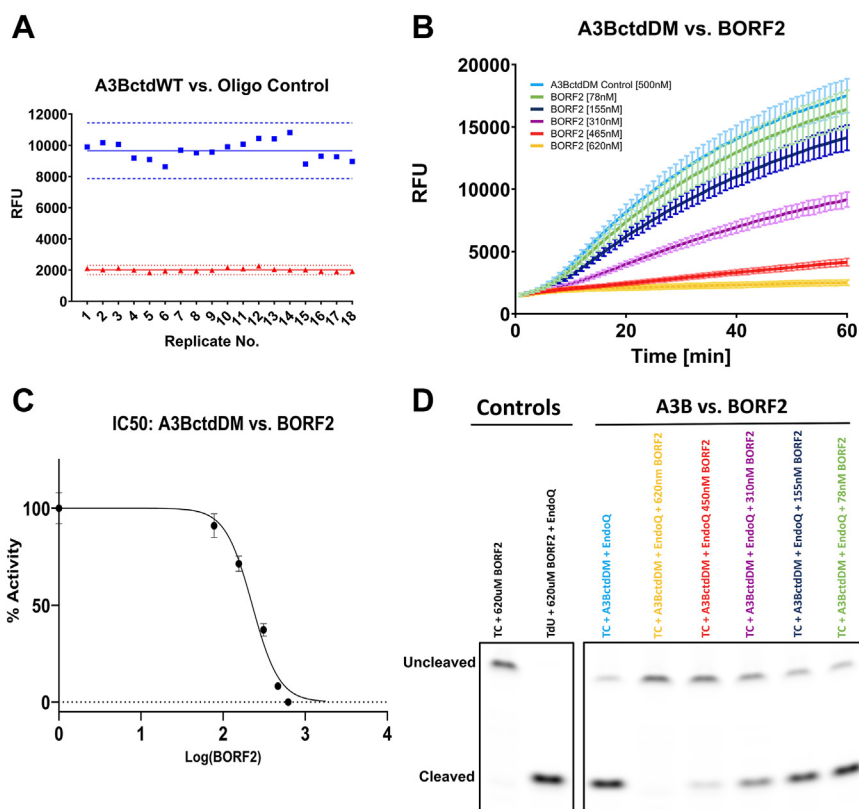 A
A3BctdWT vs. Oligo Control
12000
10000
8000
6000
4000
2000
0
RFU
1 2 3 4 5 6 7 8 9 10 11 12 13 14 15 16 17 18
Replicate No.
B
A3BctdDM vs. BORF2
20000
15000
10000
5000
0
RFU
A3BctdDM Control [500nM]
BORF2 [78nM]
BORF2 [155nM]
BORF2 [310nM]
BORF2 [465nM]
BORF2 [620nM]
20 40 60
Time [min]
C
IC50: A3BctdDM vs. BORF2
100
50
0
% Activity
0 1 2 3 4
Log(BORF2)
D
Controls
A3B vs. BORF2
TC + 620uM BORF2
TdU + 620uM BORF2 + EndoQ
TC + A3BctdDM + EndoQ
TC + A3BctdDM + EndoQ + 620nm BORF2
TC + A3BctdDM + EndoQ 450nM BORF2
TC + A3BctdDM + EndoQ + 310nM BORF2
TC + A3BctdDM + EndoQ + 155nM BORF2
TC + A3BctdDM + EndoQ + 78nM BORF2
Uncleaved
Cleaved